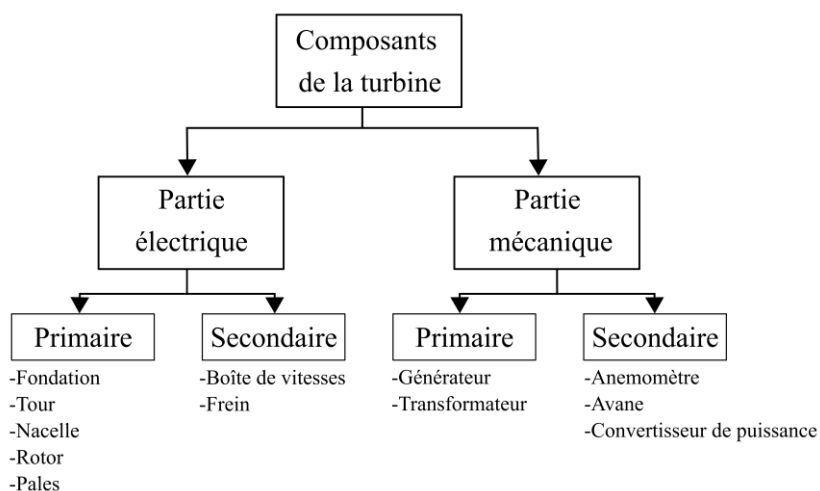 Composants
de la turbine
Partie
électrique
Partie
mécanique
Primaire
Secondaire
Primaire
Secondaire
-Fondation
-Tour
-Nacelle
-Rotor
-Pales
-Boîte de vitesses
-Frein
-Générateur
-Transformateur
-Anemomètre
-Avane
-Convertisseur de puissance